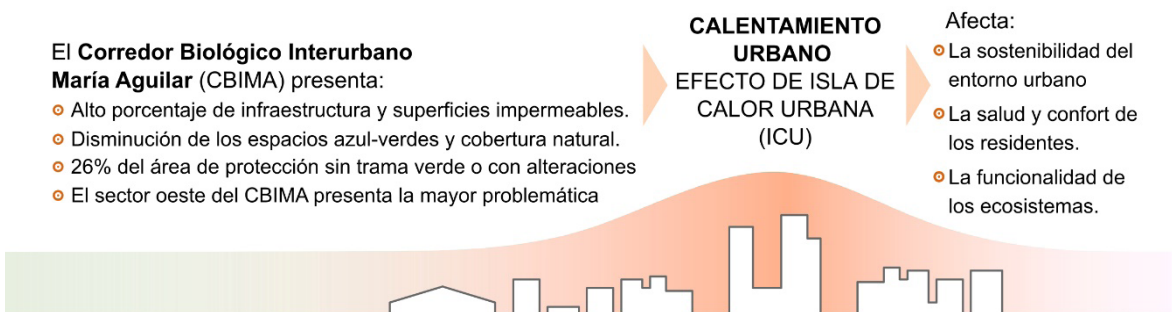 El Corredor Biológico Interurbano
María Aguilar (CBIMA) presenta:
Alto porcentaje de infraestructura y superficies impermeables.
Disminución de los espacios azul-verdes y cobertura natural.
26% del área de protección sin trama verde o con alteraciones
El sector oeste del CBIMA presenta la mayor problemática
CALENTAMIENTO
URBANO
EFECTO DE ISLA DE
CALOR URBANA
(ICU)
Afecta:
La sostenibilidad del
entorno urbano
La salud y confort de
los residentes.
La funcionalidad de
los ecosistemas.